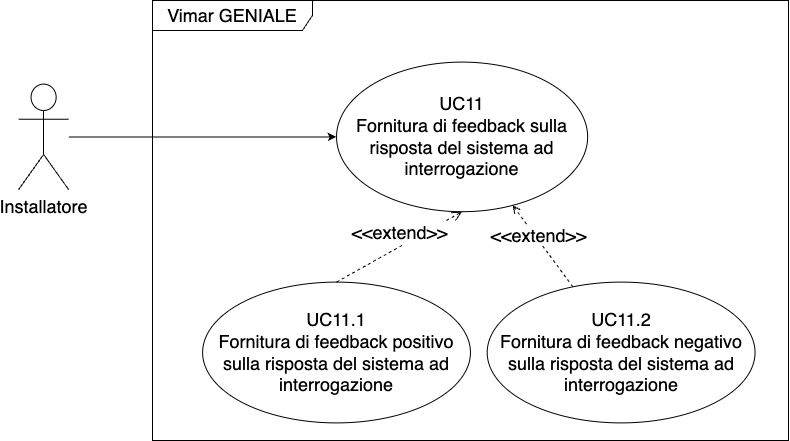 Vimar GENIALE
UC11
Fornitura di feedback sulla
risposta del sistema ad
interrogazione
Installatore
<<extend>>
<<extend>>
UC11.1
Fornitura di feedback positivo
sulla risposta del sistema ad
interrogazione
UC11.2
Fornitura di feedback negativo
sulla risposta del sistema ad
interrogazione